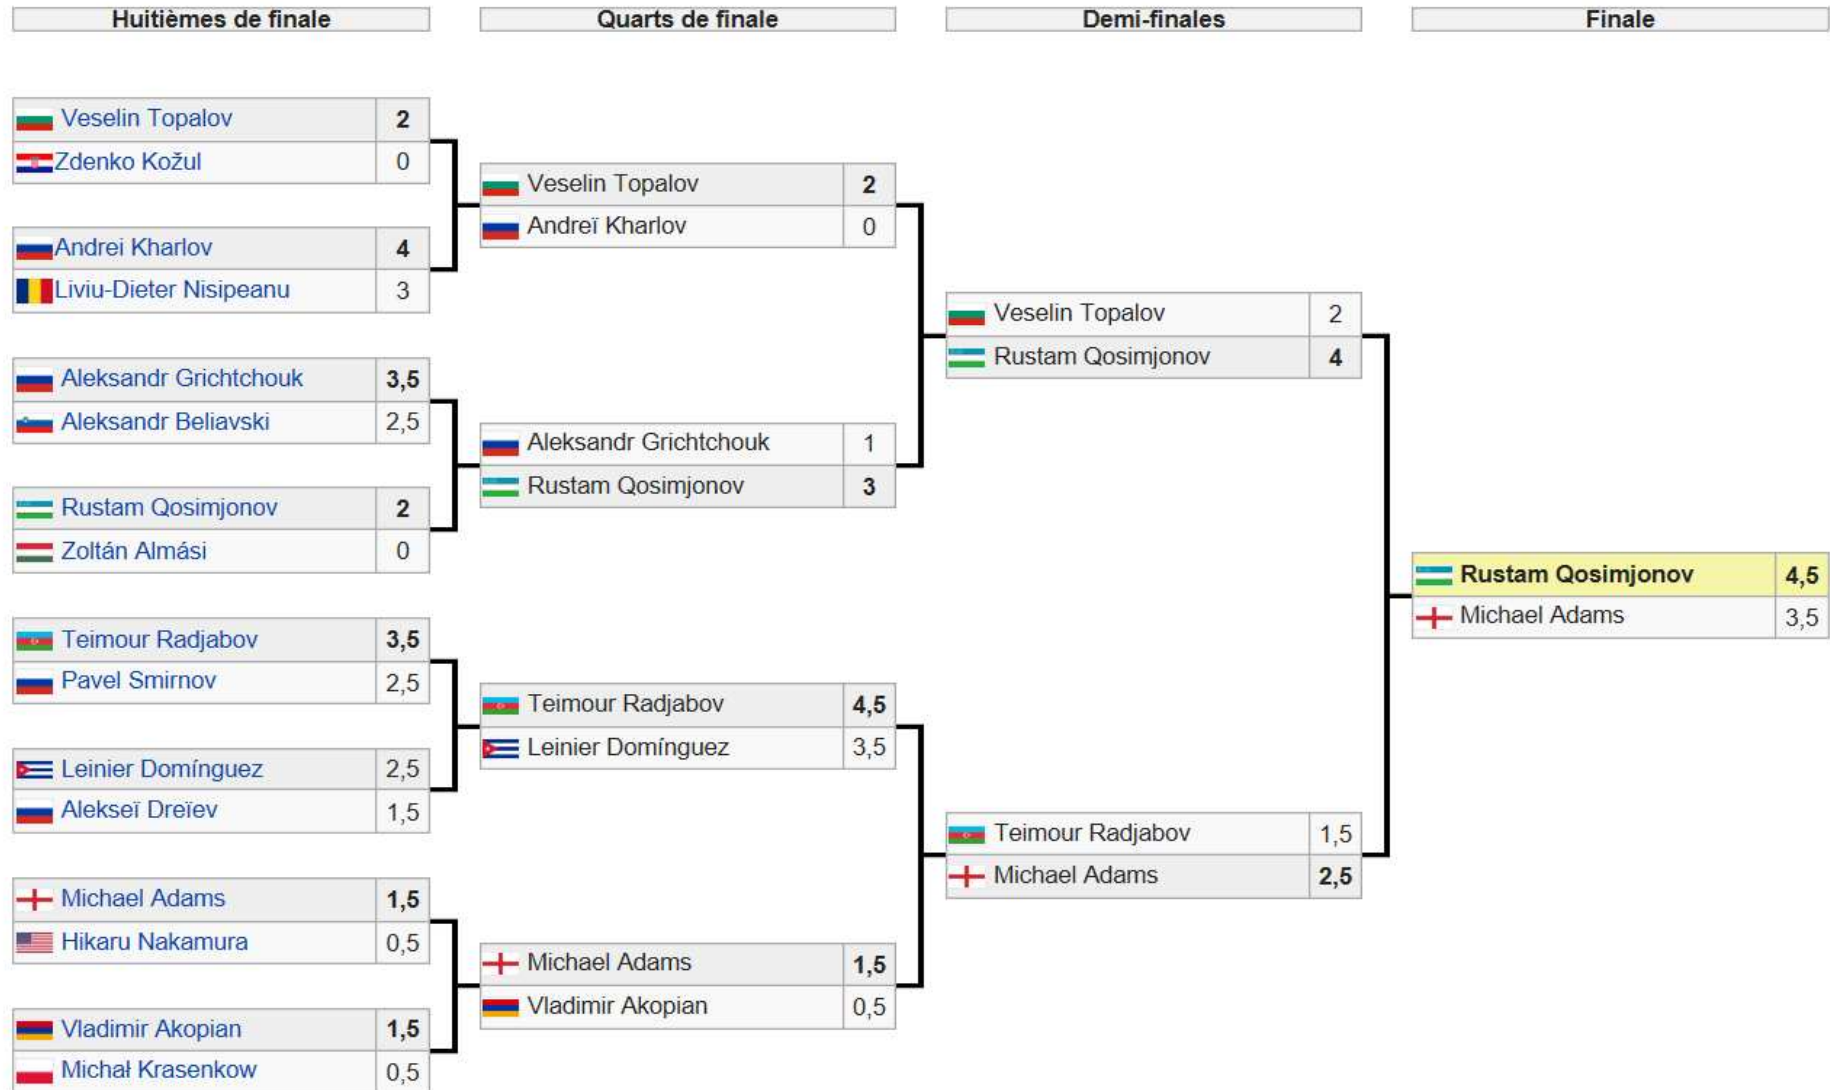 Huitièmes de finale
Quarts de finale
Demi-finales
Finale
Veselin Topalov 2
Zdenko Kožul 0
Andrei Kharlov 4
Liviu-Dieter Nisipeanu 3
Aleksandr Grichtchouk 3,5
Aleksandr Beliavski 2,5
Rustam Qosimjonov 2
Zoltán Almási 0
Teimour Radjabov 3,5
Pavel Smirnov 2,5
Leinier Domínguez 2,5
Alekseï Dreïev 1,5
Michael Adams 1,5
Hikaru Nakamura 0,5
Vladimir Akopian 1,5
Michał Krasenkow 0,5
Veselin Topalov 2
Andreï Kharlov 0
Aleksandr Grichtchouk 1
Rustam Qosimjonov 3
Teimour Radjabov 4,5
Leinier Domínguez 3,5
Michael Adams 1,5
Vladimir Akopian 0,5
Veselin Topalov 2
Rustam Qosimjonov 4
Teimour Radjabov 1,5
Michael Adams 2,5
Rustam Qosimjonov 4,5
Michael Adams 3,5